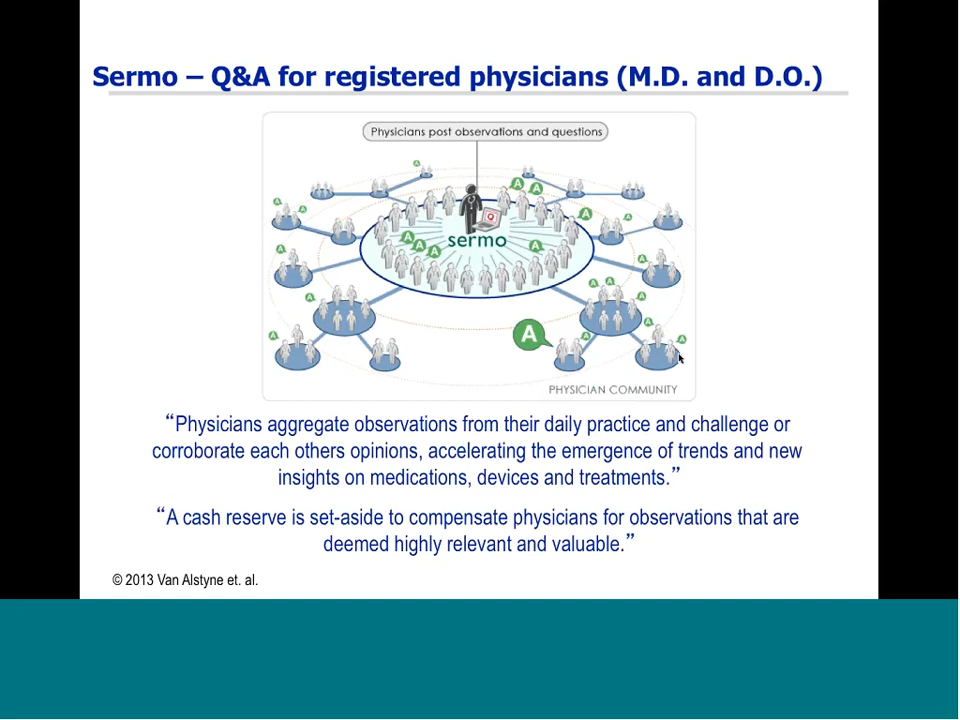 Sermo – Q&A for registered physicians (M.D. and D.O.)
Physicians post observations and questions
A
A A
A
A A
Q
A
A
sermo
A A A
A
A
A
A
A A
A
A
A
A
A
A
A
PHYSICIAN COMMUNITY
“Physicians aggregate observations from their daily practice and challenge or
corroborate each others opinions, accelerating the emergence of trends and new
insights on medications, devices and treatments.”
“A cash reserve is set-aside to compensate physicians for observations that are
deemed highly relevant and valuable.”
© 2013 Van Alstyne et. al.